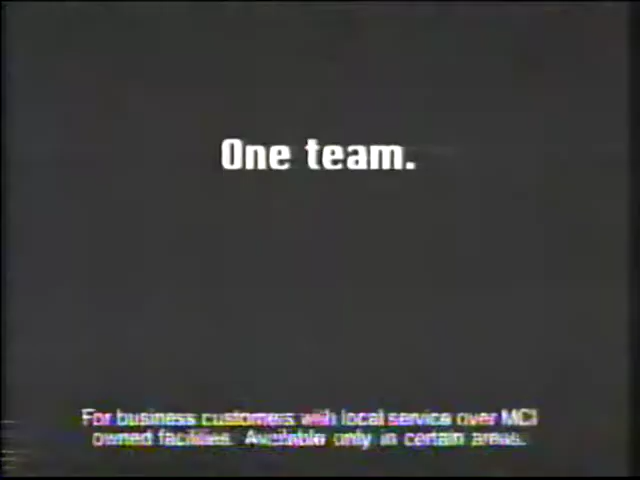 One team.
For business customers with local service over MCI
owned facilities. Available only in certain areas.